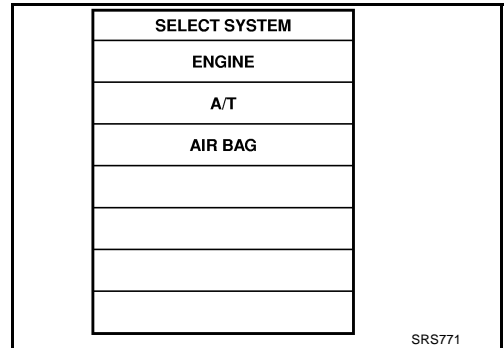 SELECT SYSTEM
ENGINE
A/T
AIR BAG
SRS771